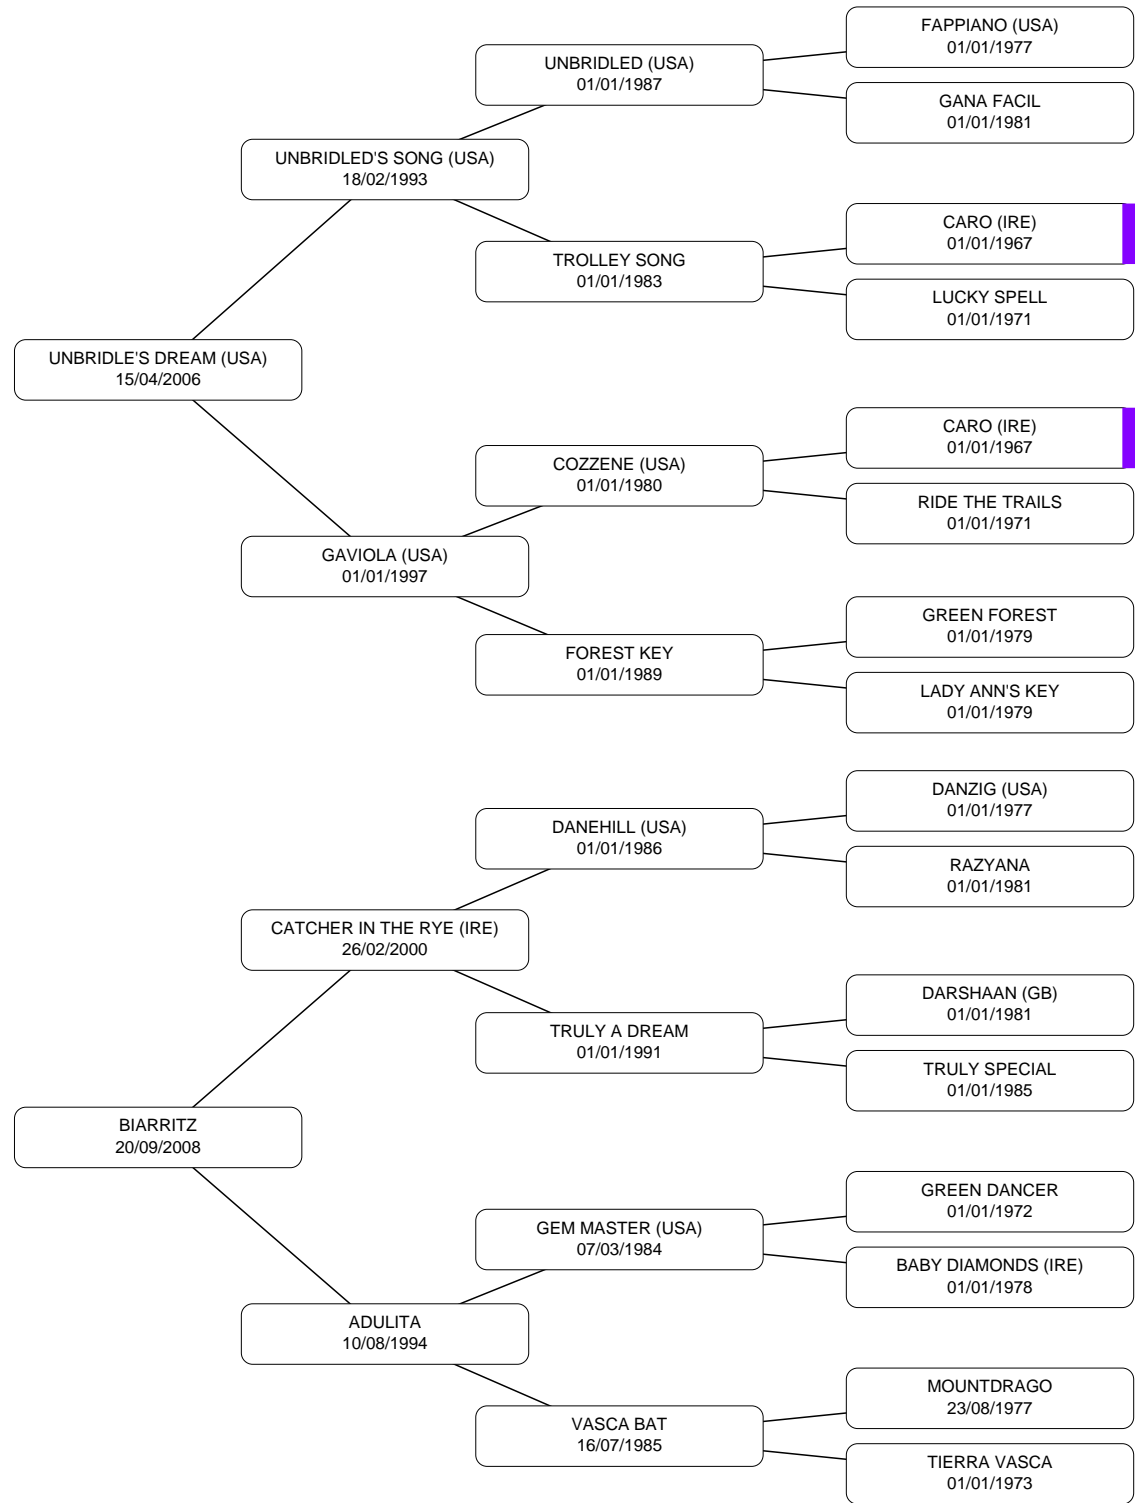 FAPPIANO (USA)
01/01/1977
UNBRIDLED (USA)
01/01/1987
GANA FACIL
01/01/1981
UNBRIDLED'S SONG (USA)
18/02/1993
CARO (IRE)
01/01/1967
TROLLEY SONG
01/01/1983
LUCKY SPELL
01/01/1971
UNBRIDLE'S DREAM (USA)
15/04/2006
CARO (IRE)
01/01/1967
COZZENE (USA)
01/01/1980
RIDE THE TRAILS
01/01/1971
GAVIOLA (USA)
01/01/1997
GREEN FOREST
01/01/1979
FOREST KEY
01/01/1989
LADY ANN'S KEY
01/01/1979
DANZIG (USA)
01/01/1977
DANEHILL (USA)
01/01/1986
RAZYANA
01/01/1981
CATCHER IN THE RYE (IRE)
26/02/2000
DARSHAAN (GB)
01/01/1981
TRULY A DREAM
01/01/1991
TRULY SPECIAL
01/01/1985
BIARRITZ
20/09/2008
GREEN DANCER
01/01/1972
GEM MASTER (USA)
07/03/1984
BABY DIAMONDS (IRE)
01/01/1978
ADULITA
10/08/1994
MOUNTDRAGO
23/08/1977
VASCA BAT
16/07/1985
TIERRA VASCA
01/01/1973